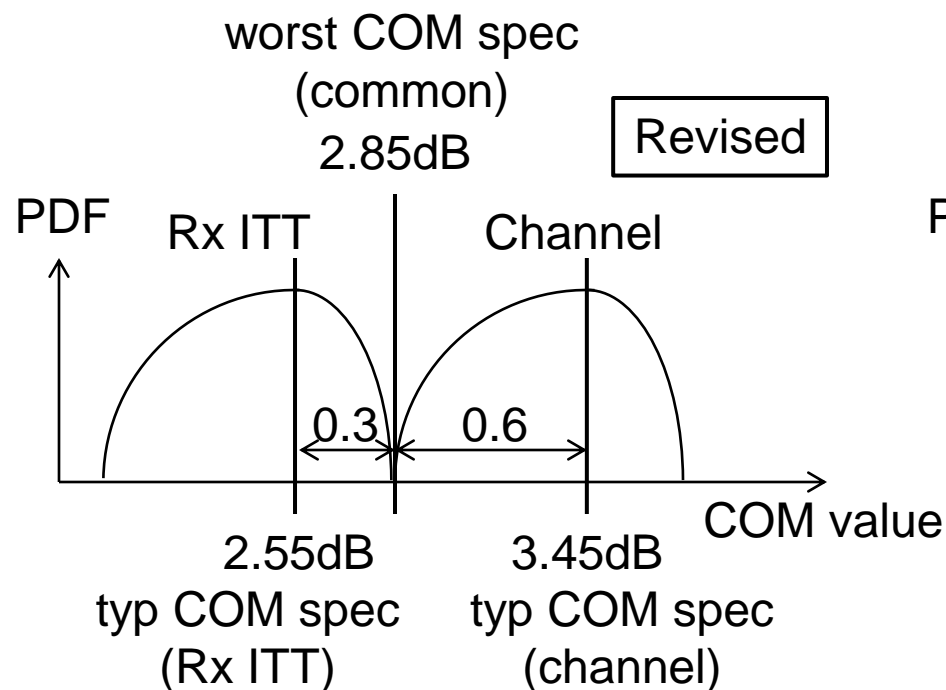 worst COM spec
(common)
2.85dB
Revised
PDF
Rx ITT
Channel
P
0.3
0.6
COM value
2.55dB
typ COM spec
(Rx ITT)
3.45dB
typ COM spec
(channel)